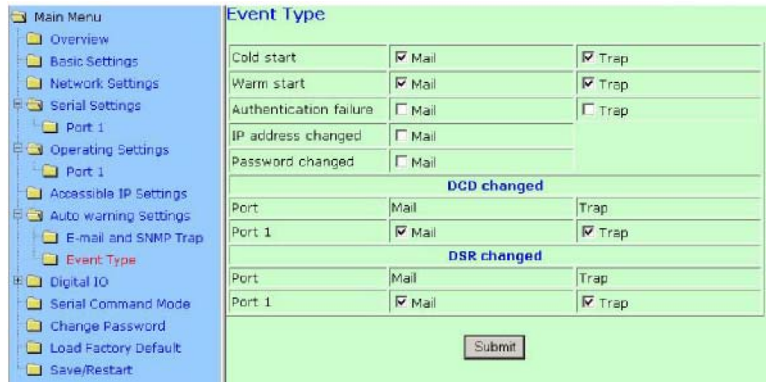 Main Menu
Overview
Basic Settings
Network Settings
Serial Settings
Port 1
Operating Settings
Port 1
Accessible IP Settings
Auto warning Settings
E-mail and SNMP Trap
Event Type
Digital IO
Serial Command Mode
Change Password
Load Factory Default
Save/Restart
Event Type
Cold start Mail Trap
Warm start Mail Trap
Authentication failure Mail Trap
IP address changed Mail
Password changed Mail
DCD changed
Port Mail Trap
Port 1 Mail Trap
DSR changed
Port Mail Trap
Port 1 Mail Trap
Submit